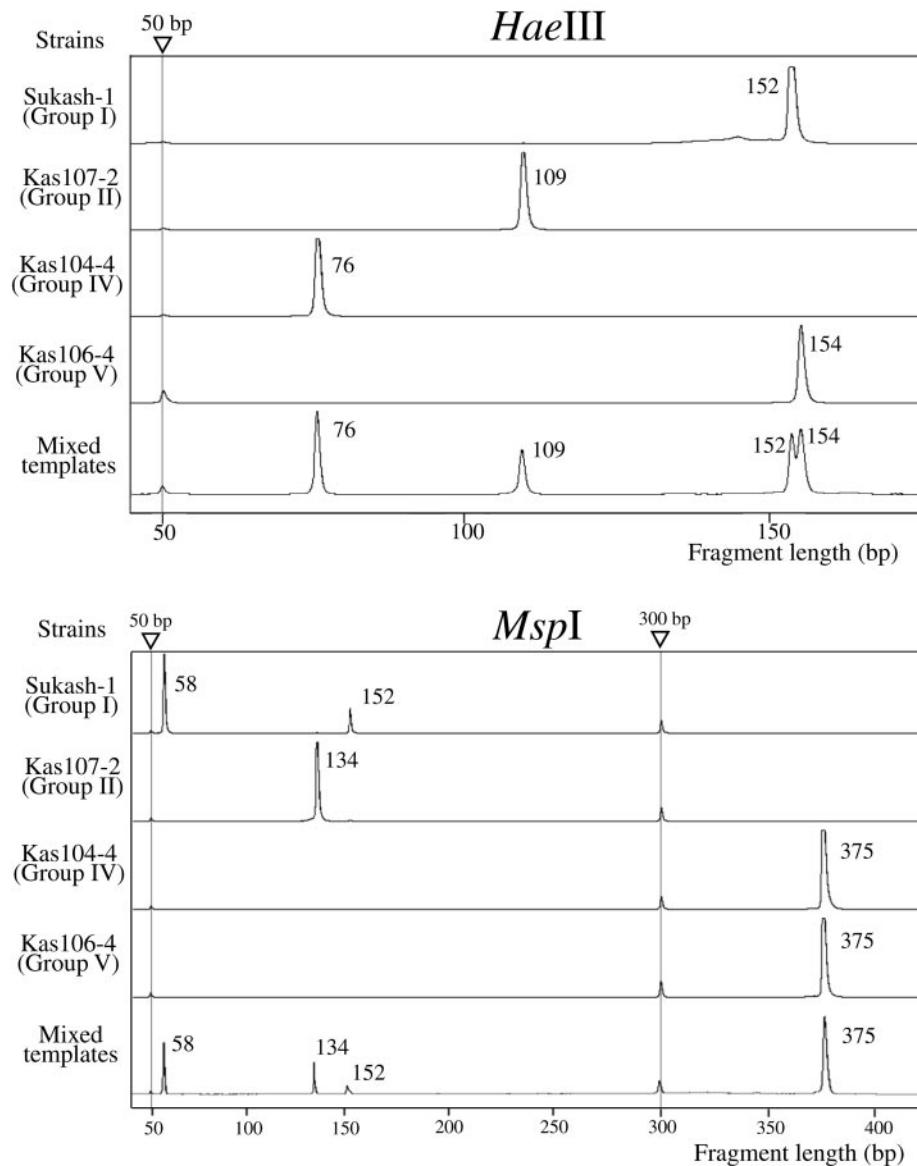 Strains 50 bp HaeIII
Sukash-1
(Group I)
152
Kas107-2
(Group II)
109
Kas104-4
(Group IV)
76
Kas106-4
(Group V)
154
Mixed
templates
76
109
152 154
50 100 150
Fragment length (bp)
Strains 50 bp MspI 300 bp
Sukash-1
(Group I)
58
152
Kas107-2
(Group II)
134
Kas104-4
(Group IV)
375
Kas106-4
(Group V)
375
Mixed
templates
58
134
152
375
50 100 150 200 250 300 350 400
Fragment length (bp)